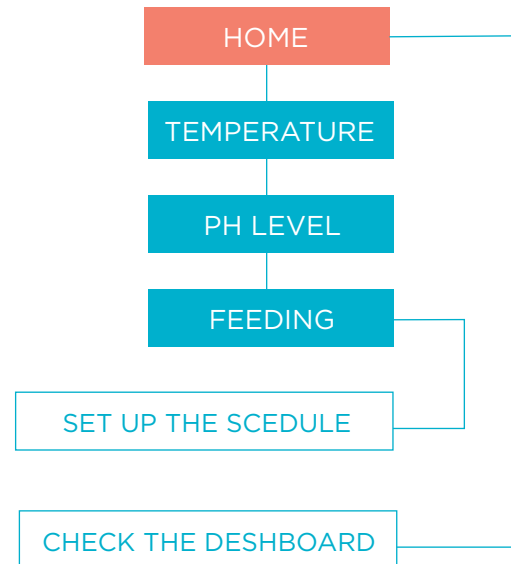 HOME
TEMPERATURE
PH LEVEL
FEEDING
SET UP THE SCEDULE
CHECK THE DESHBOARD